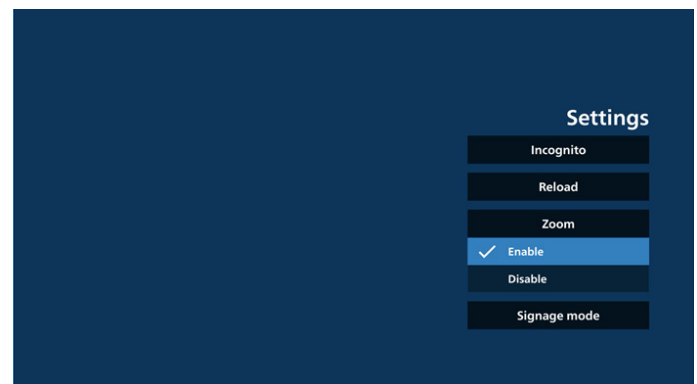 Settings
Incognito
Reload
Zoom
Enable
Disable
Signage mode